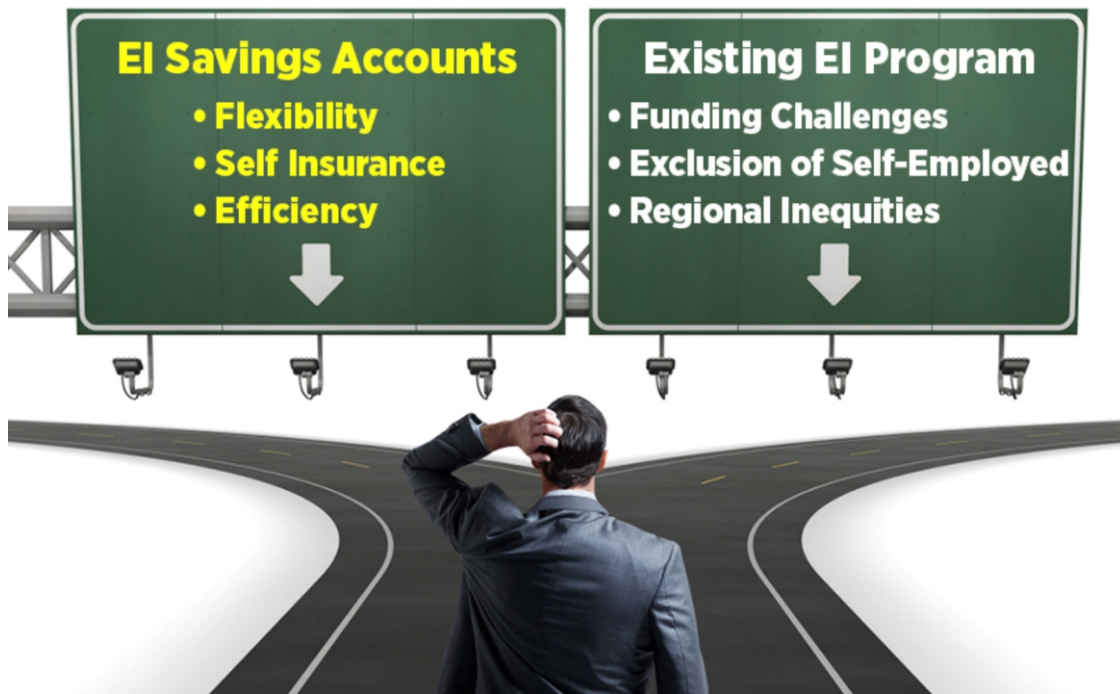 EI Savings Accounts
• Flexibility
• Self Insurance
• Efficiency
Existing EI Program
• Funding Challenges
• Exclusion of Self-Employed
• Regional Inequities